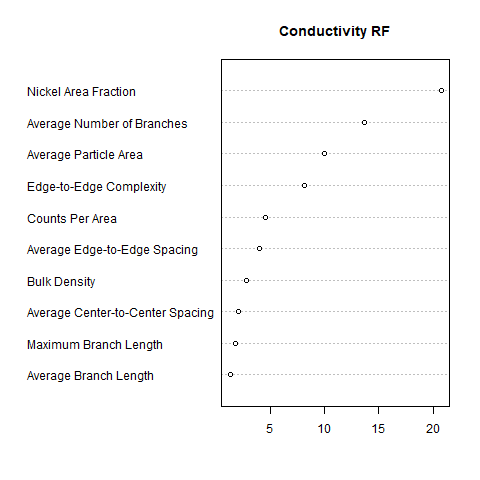 Conductivity RF
Nickel Area Fraction
Average Number of Branches
Average Particle Area
Edge-to-Edge Complexity
Counts Per Area
Average Edge-to-Edge Spacing
Bulk Density
Average Center-to-Center Spacing
Maximum Branch Length
Average Branch Length
5 10 15 20